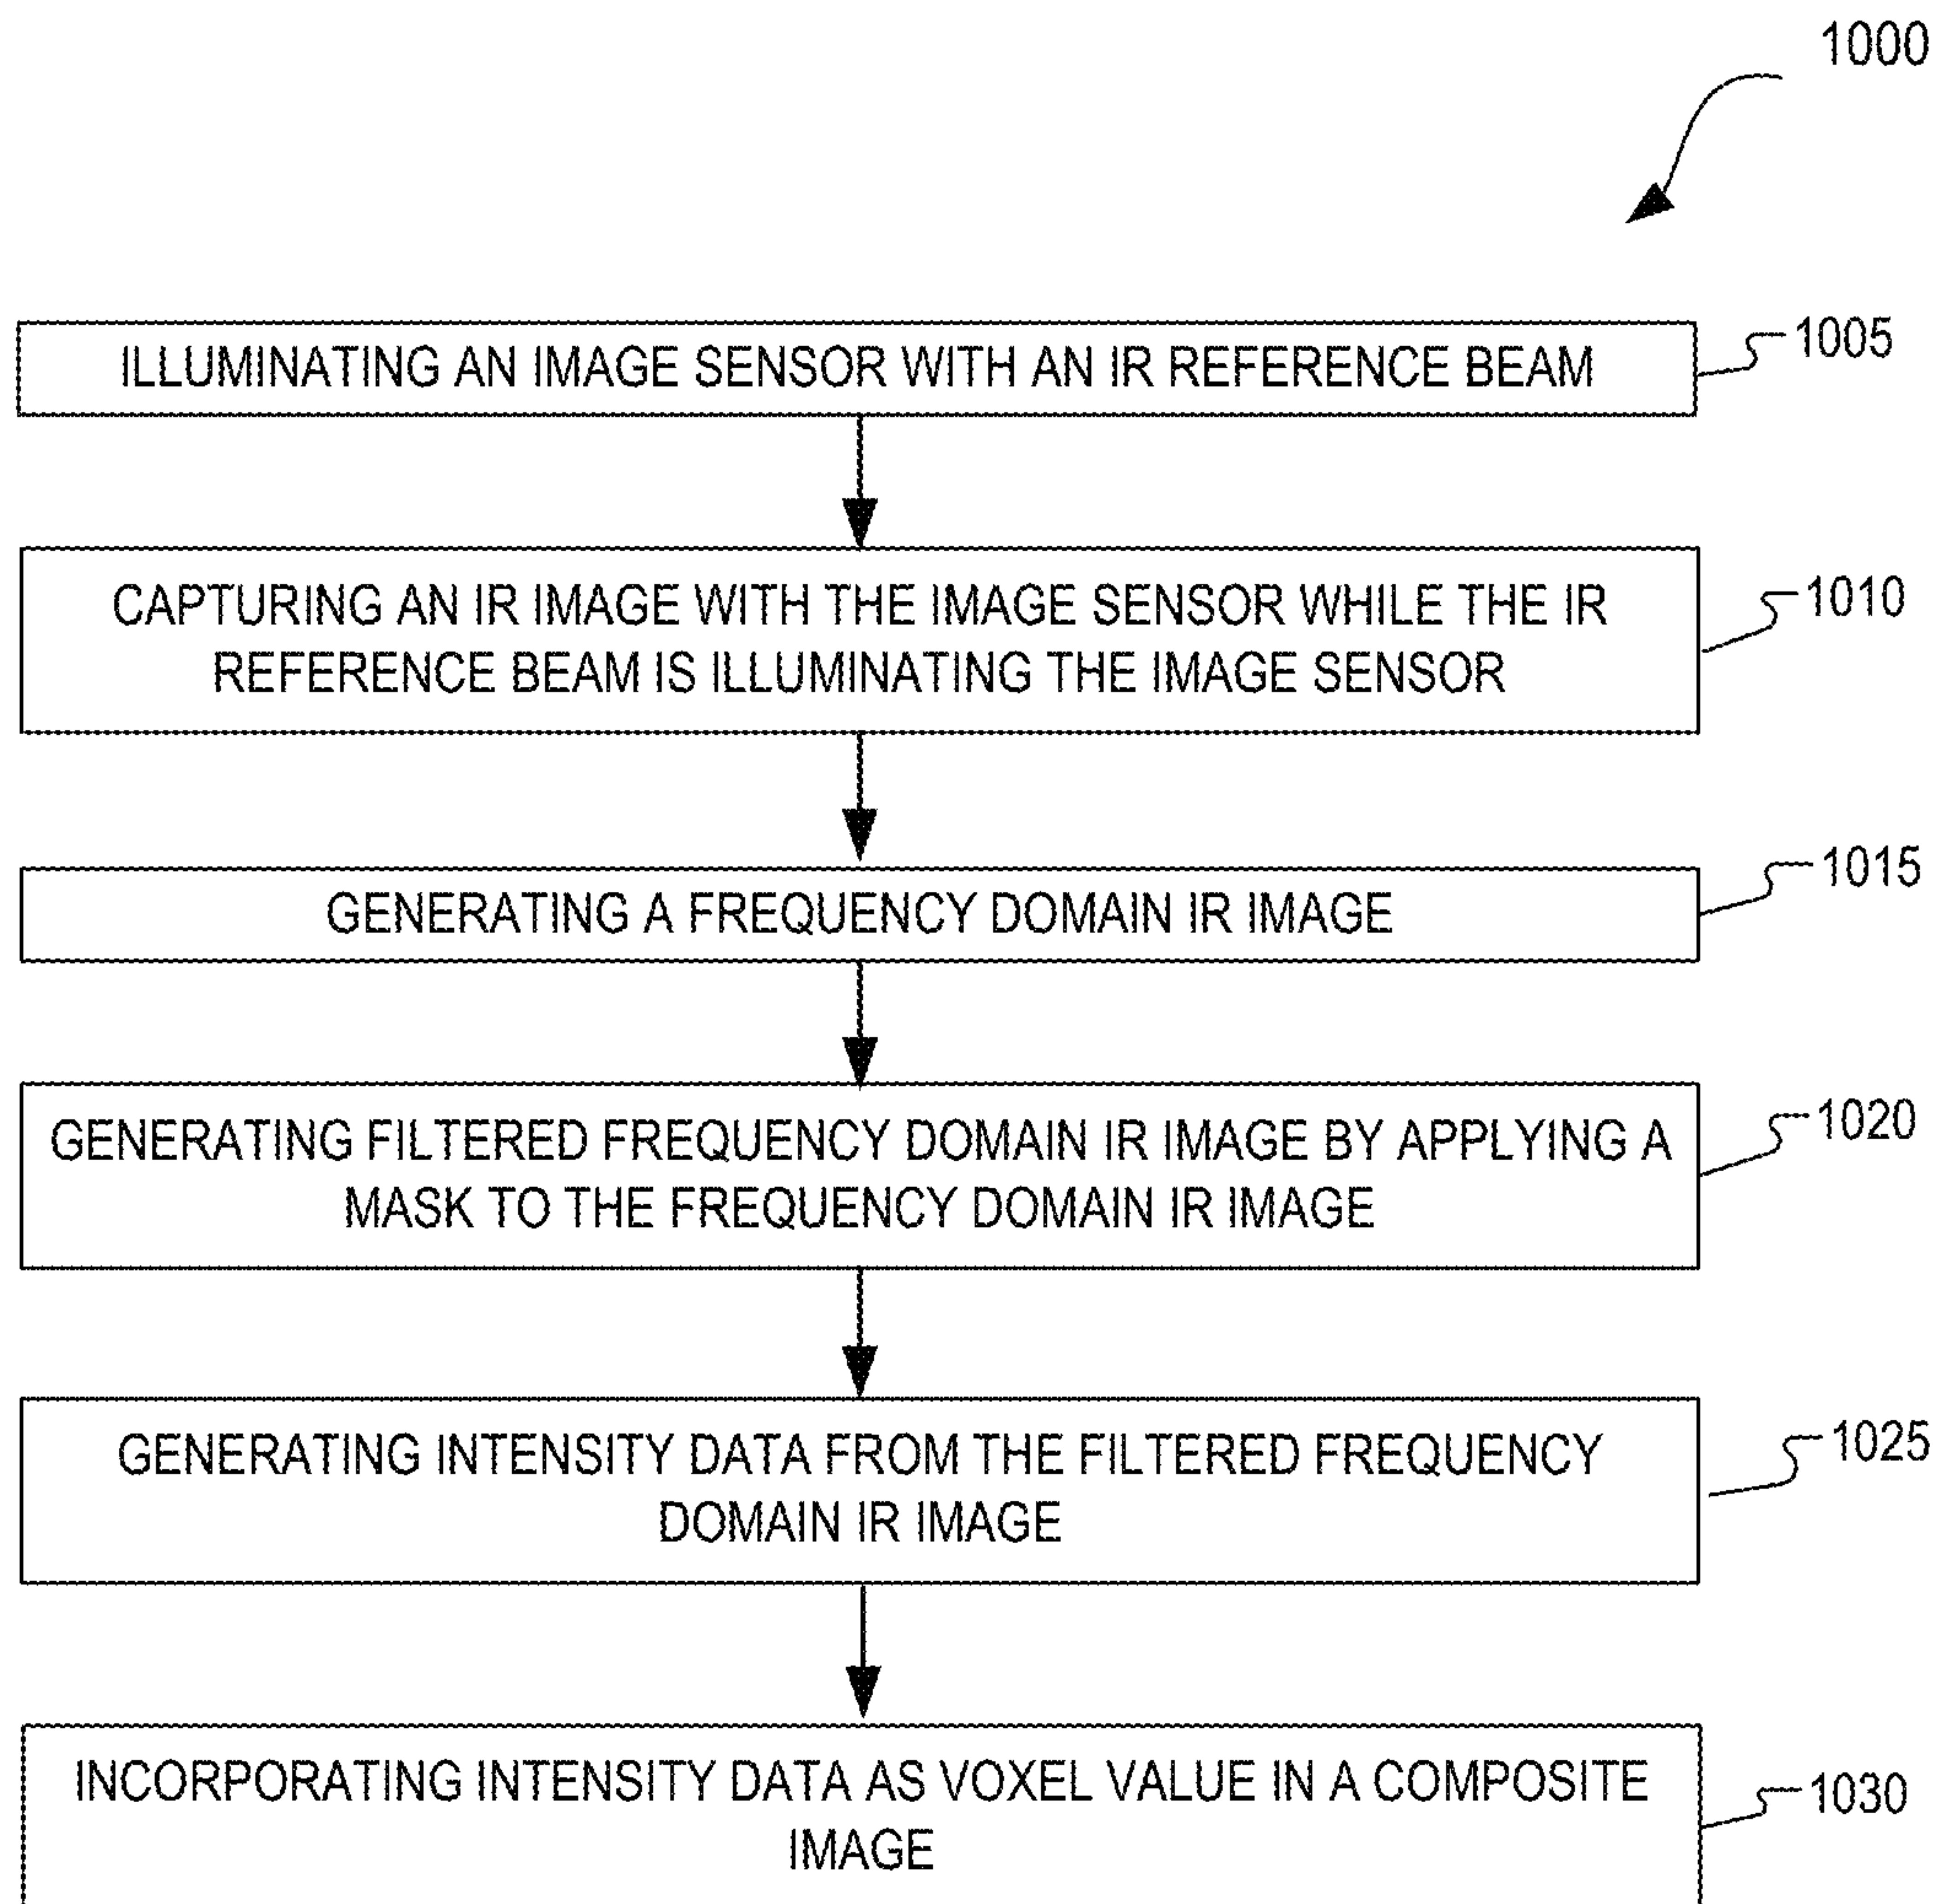 1000
ILLUMINATING AN IMAGE SENSOR WITH AN IR REFERENCE BEAM
1005
CAPTURING AN IR IMAGE WITH THE IMAGE SENSOR WHILE THE IR
REFERENCE BEAM IS ILLUMINATING THE IMAGE SENSOR
1010
GENERATING A FREQUENCY DOMAIN IR IMAGE
1015
GENERATING FILTERED FREQUENCY DOMAIN IR IMAGE BY APPLYING A
MASK TO THE FREQUENCY DOMAIN IR IMAGE
1020
GENERATING INTENSITY DATA FROM THE FILTERED FREQUENCY
DOMAIN IR IMAGE
1025
INCORPORATING INTENSITY DATA AS VOXEL VALUE IN A COMPOSITE
IMAGE
1030